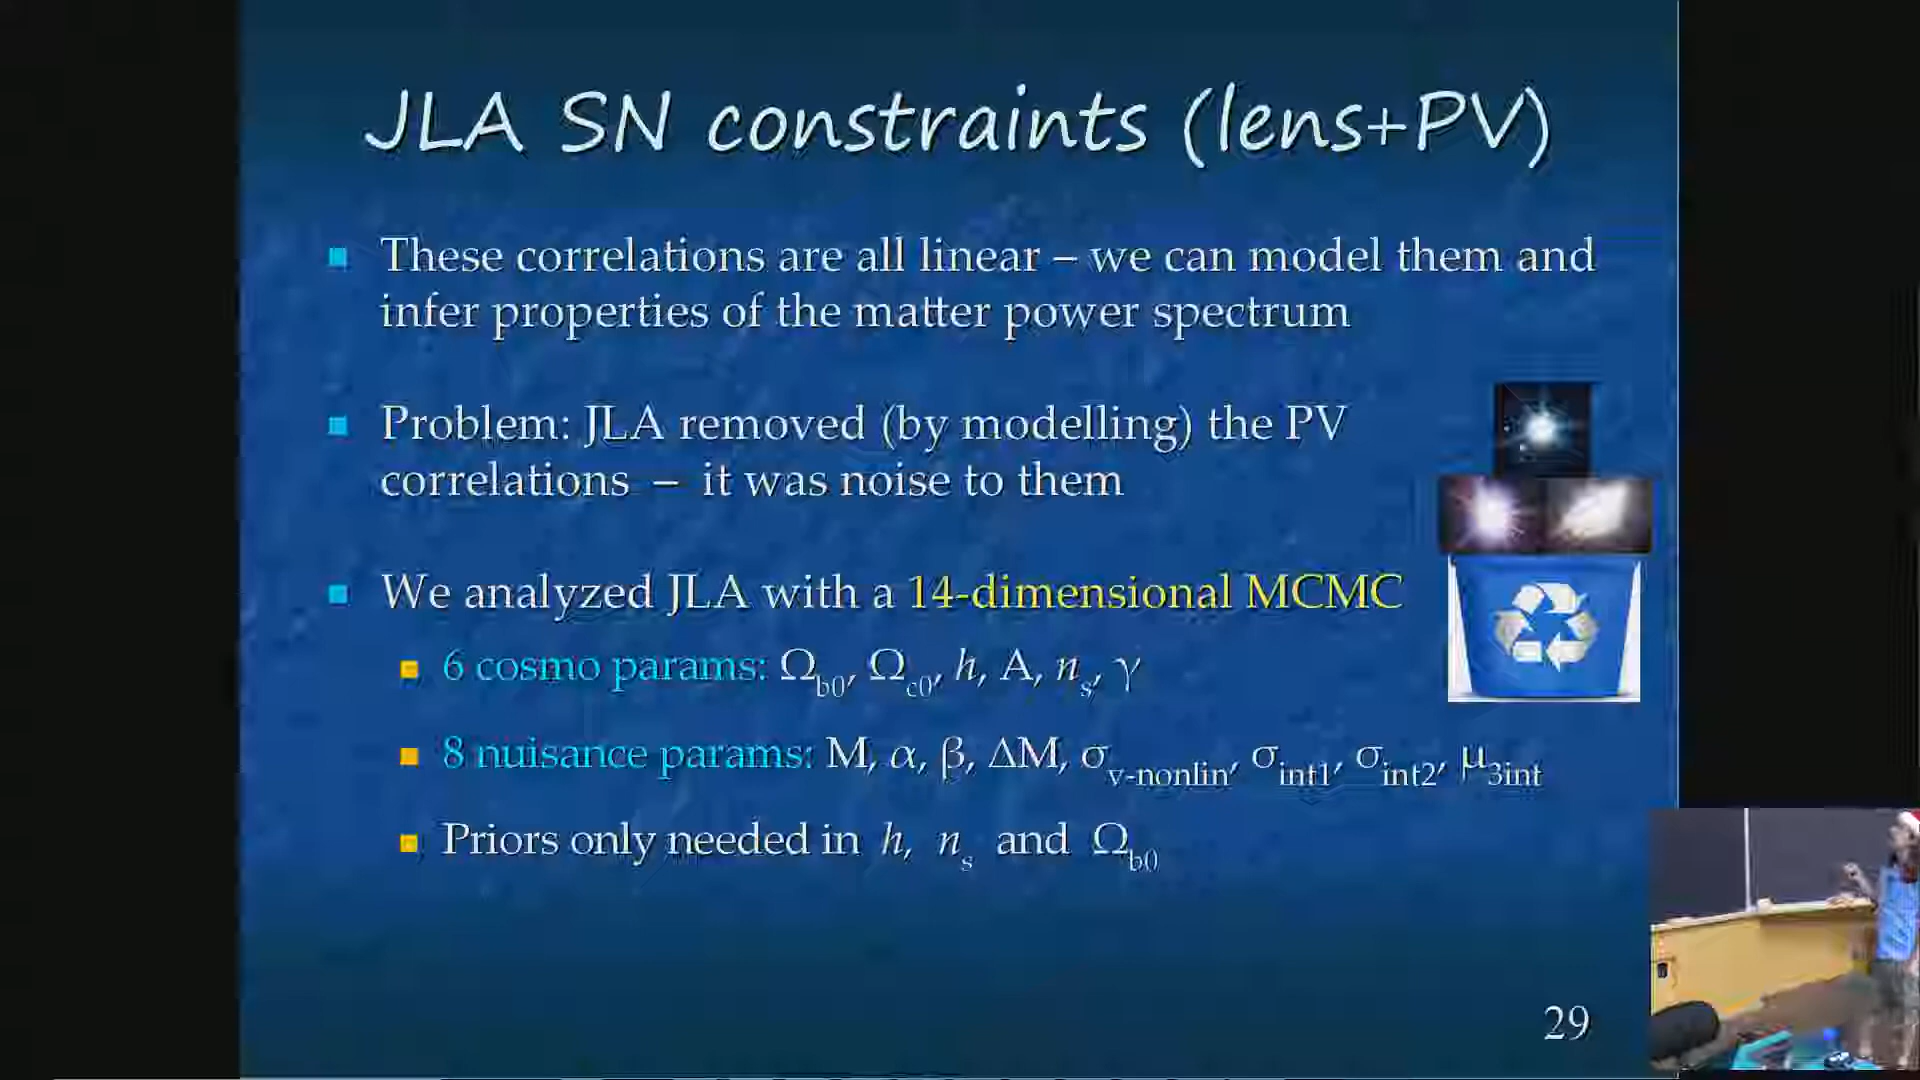 JLA SN constraints (lens+PV)
These correlations are all linear – we can model them and
infer properties of the matter power spectrum
Problem: JLA removed (by modelling) the PV
correlations – it was noise to them
We analyzed JLA with a 14-dimensional MCMC
6 cosmo params: Ωb0, Ωc0, h, A, ns, γ
8 nuisance params: M, α, β, ΔM, σv-nonlin, σint1, σint2, μ3int
Priors only needed in h, ns and Ωb0
29